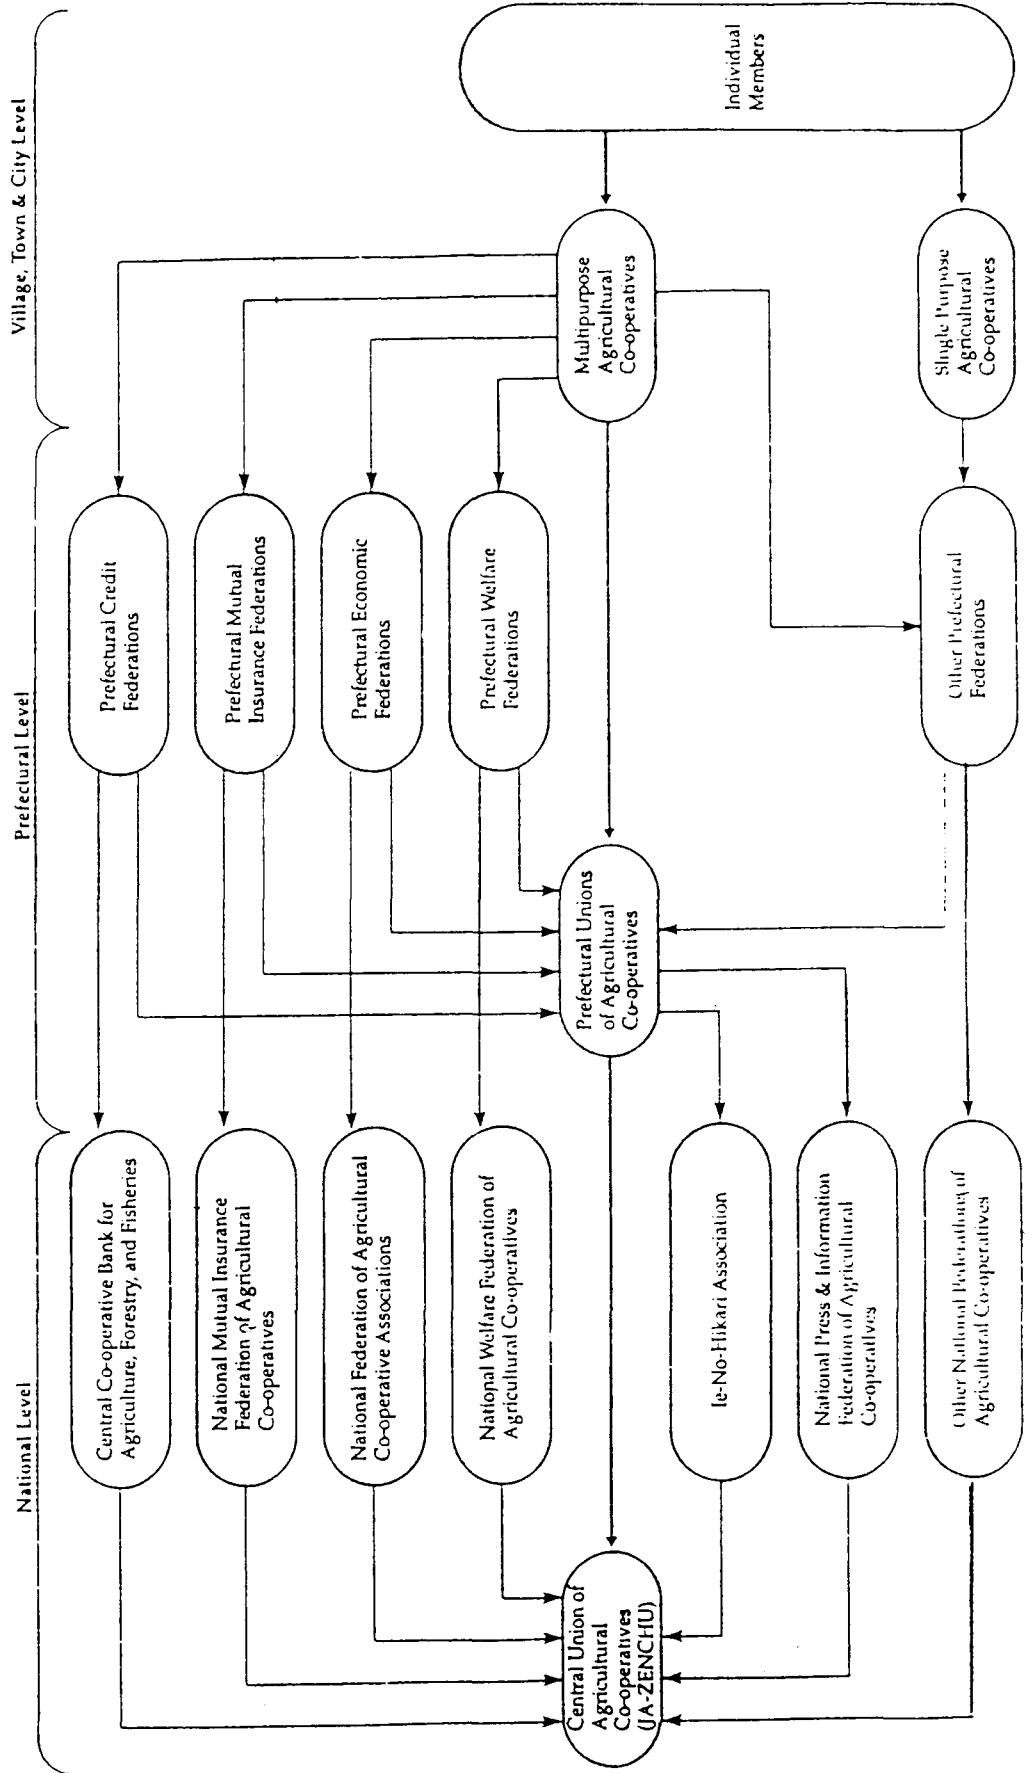 National Level
Prefectural Level
Village, Town & City Level
Central Co-operative Bank for
Agriculture, Forestry, and Fisheries
Prefectural Credit
Federations
National Mutual Insurance
Federation of Agricultural
Co-operatives
Prefectural Mutual
Insurance Federations
National Federation of Agricultural
Co-operative Associations
Prefectural Economic
Federations
National Welfare Federation of
Agricultural Co-operatives
Prefectural Welfare
Federations
Central Union of
Agricultural
Co-operatives
(JA-ZENCHU)
Prefectural Unions
of Agricultural
Co-operatives
Multipurpose
Agricultural
Co-operatives
Individual
Members
Ie-No-Hikari Association
National Press & Information
Federation of Agricultural
Co-operatives
Other National Federations of
Agricultural Co-operatives
Other Prefectural
Federations
Single Purpose
Agricultural
Co-operatives